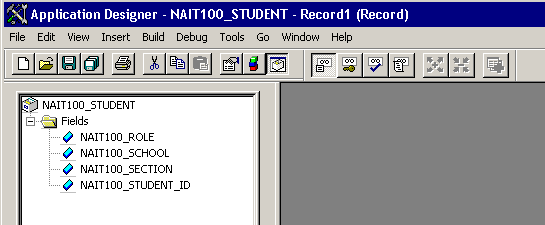 Application Designer - NAIT100_STUDENT - Record1 (Record)
File Edit View Insert Build Debug Tools Go Window Help
NAIT100_STUDENT
Fields
NAIT100_ROLE
NAIT100_SCHOOL
NAIT100_SECTION
NAIT100_STUDENT_ID